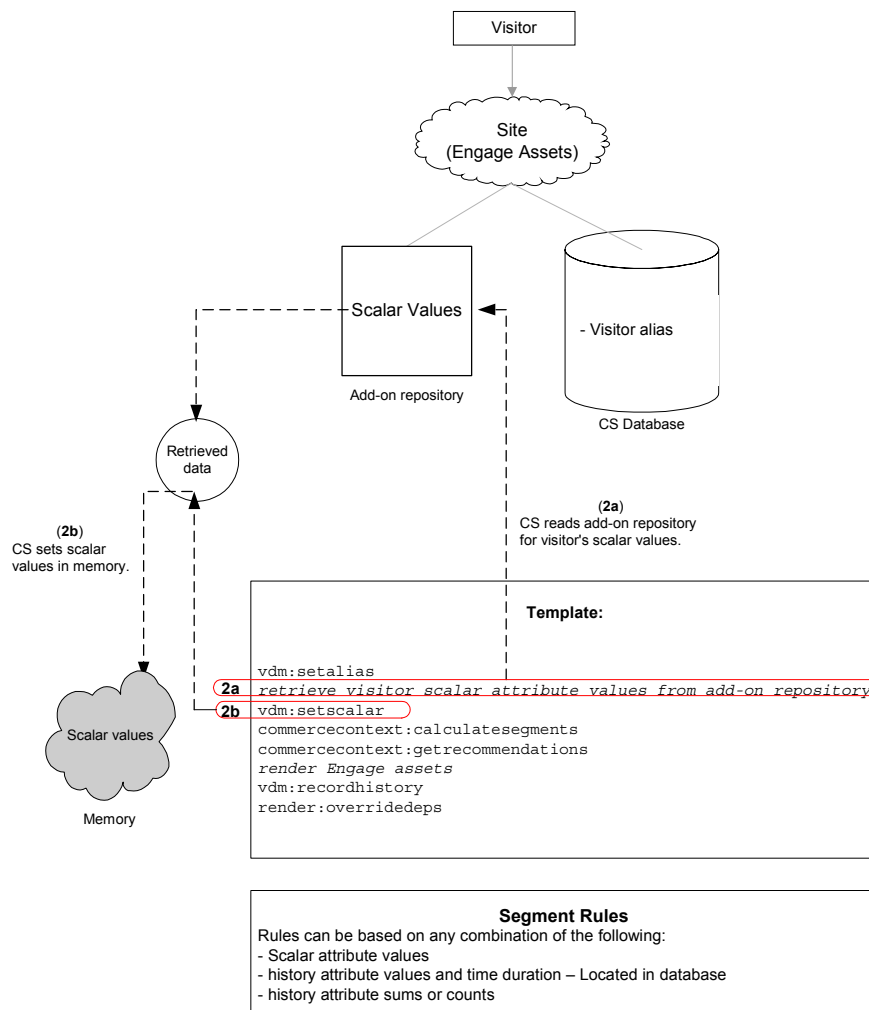 Visitor
Site
(Engage Assets)
Scalar Values
Add-on repository
- Visitor alias
CS Database
Retrieved
data
(2b)
CS sets scalar
values in memory.
(2a)
CS reads add-on repository
for visitor's scalar values.
Scalar values
Memory
Template:
vdm:setalias
2a retrieve visitor scalar attribute values from add-on repository
2b vdm:setscalar
commercecontext:calculatesegments
commercecontext:getrecommendations
render Engage assets
vdm:recordhistory
render:overridedeps
Segment Rules
Rules can be based on any combination of the following:
- Scalar attribute values
- history attribute values and time duration – Located in database
- history attribute sums or counts